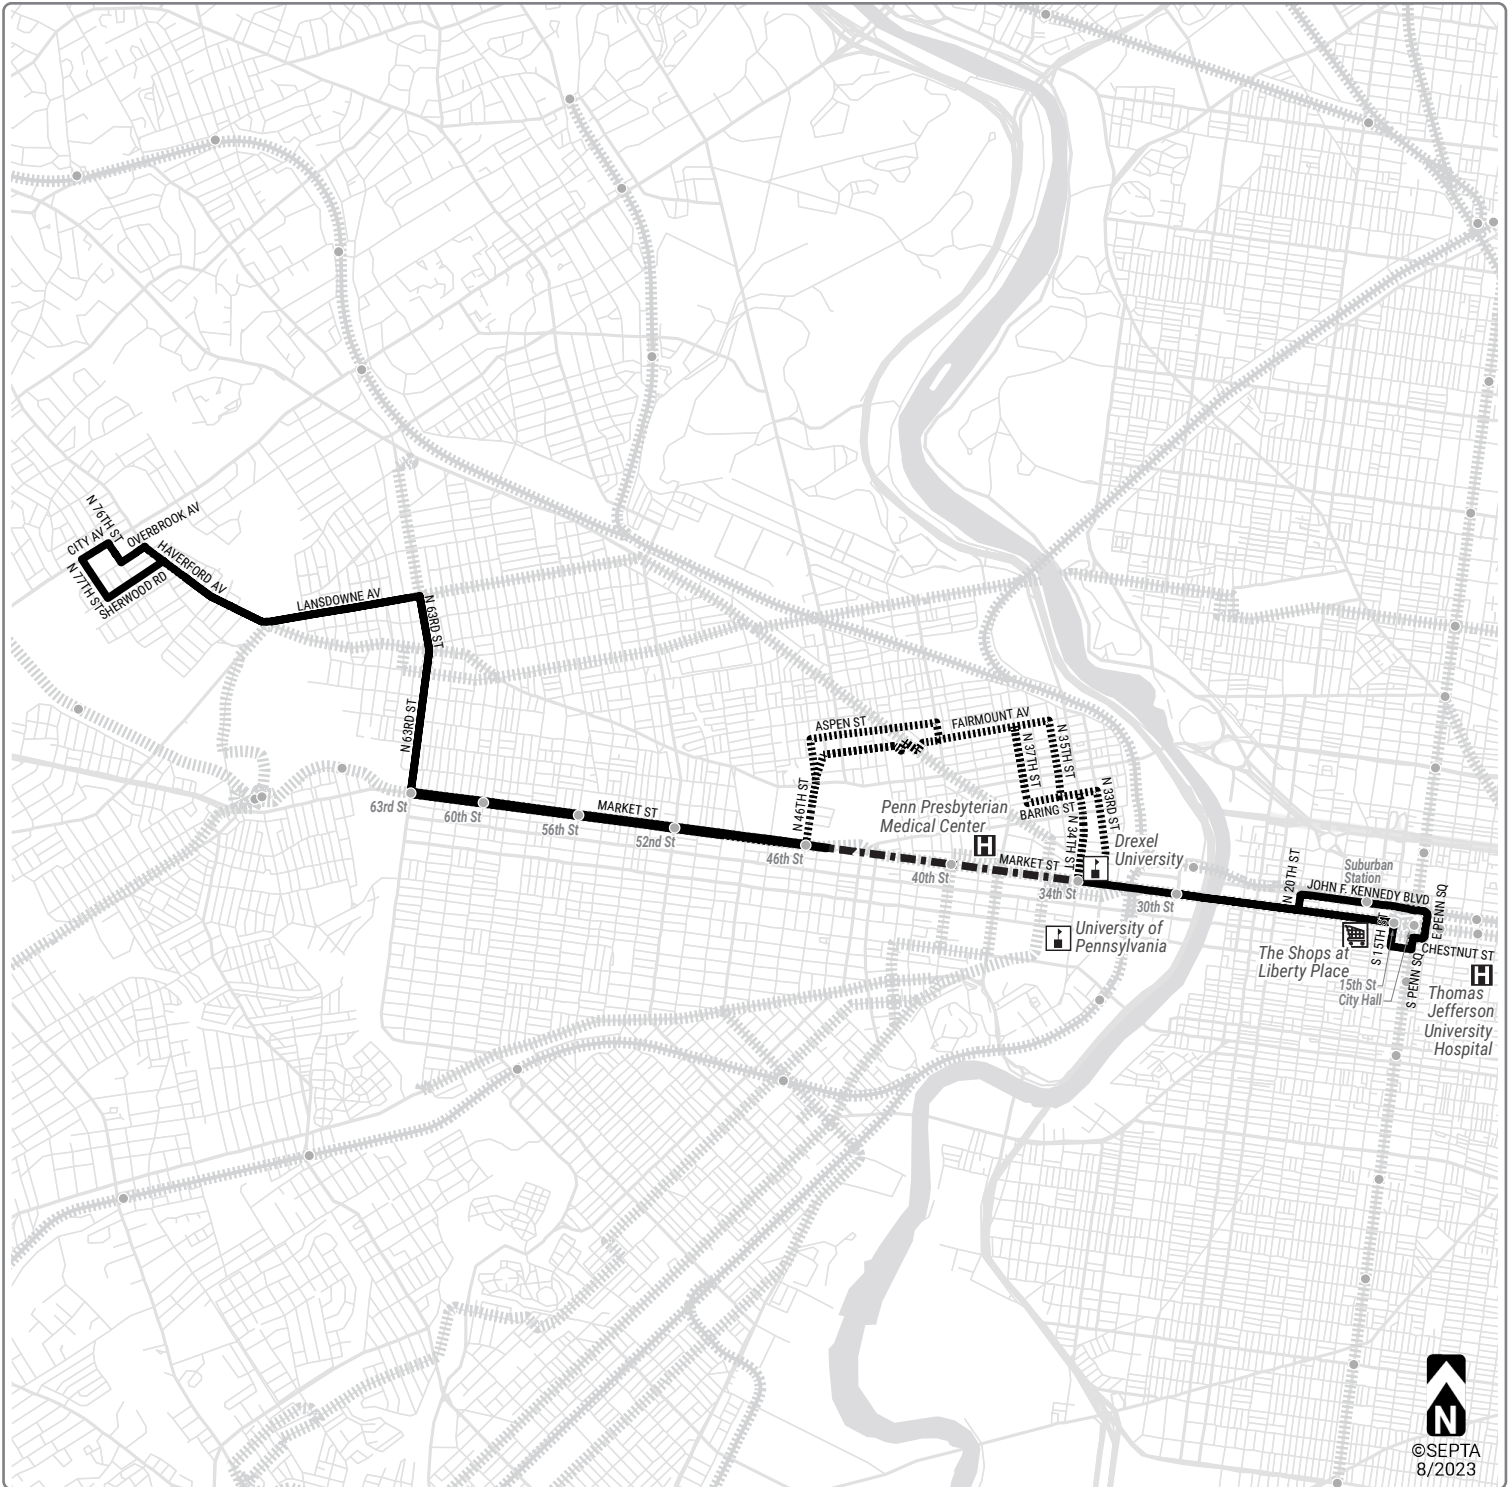 N 76TH ST
CITY AV
OVERBROOK AV
HAVERFORD AV
N 77TH ST
SHERWOOD RD
LANSDOWNE AV
N 63RD ST
N 63RD ST
63rd St
60th St
MARKET ST
56th St
52nd St
46th St
N 46TH ST
ASPEN ST
FAIRMOUNT AV
N 37TH ST
N 35TH ST
BARING ST
N 33RD ST
N 34TH ST
Penn Presbyterian
Medical Center
H
MARKET ST
40th St
34th St
Drexel
University
30th St
University of
Pennsylvania
N 20TH ST
Suburban
Station
JOHN F. KENNEDY BLVD
E PENN SQ
S 15TH ST
CHESTNUT ST
The Shops at
Liberty Place
15th St
City Hall
S PENN SQ
H
Thomas
Jefferson
University
Hospital
N
©SEPTA
8/2023